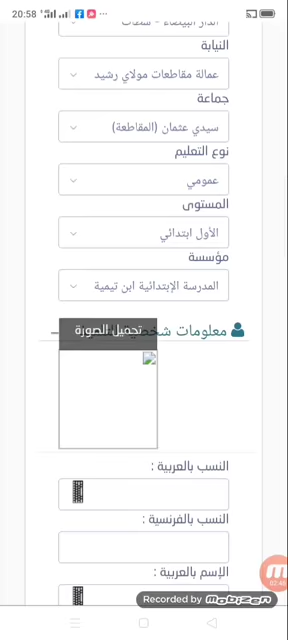 20:58
الدار البيضاء - سطات
النيابة
عمالة مقاطعات مولاي رشيد
جماعة
سيدي عثمان (المقاطعة)
نوع التعليم
عمومي
المستوى
الأول ابتدائي
مؤسسة
المدرسة الإبتدائية ابن تيمية
معلومات شخصية
تحميل الصورة
النسب بالعربية :
النسب بالفرنسية :
الإسم بالعربية :
02:46
Recorded by mobizen